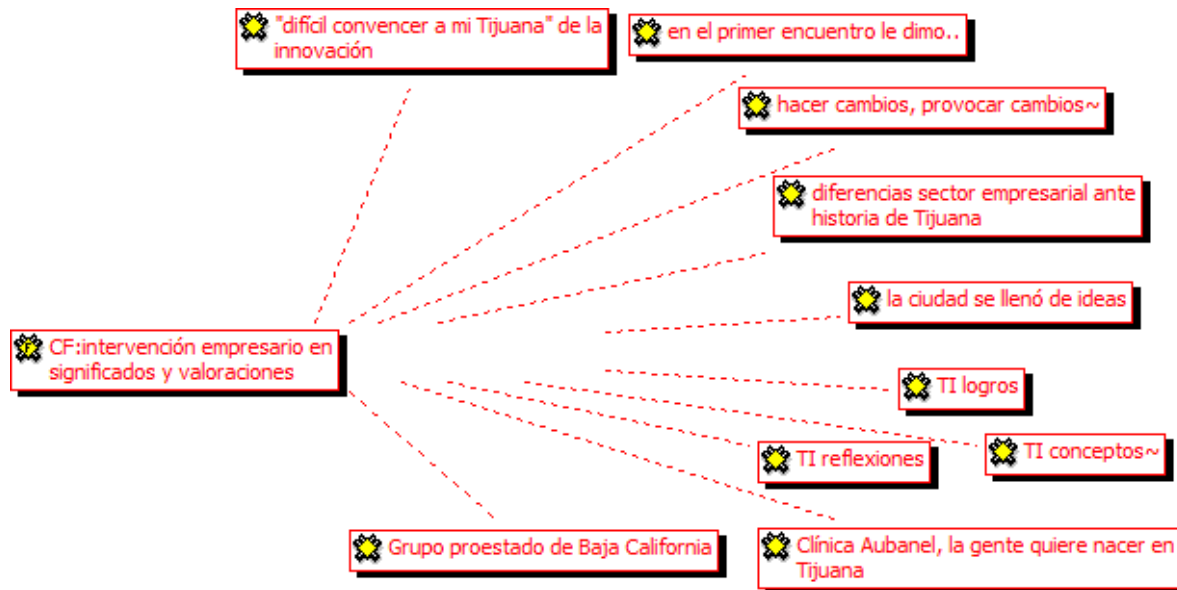 "difícil convencer a mi Tijuana" de la
innovación
en el primer encuentro le dimo..
hacer cambios, provocar cambios~
diferencias sector empresarial ante
historia de Tijuana
la ciudad se llenó de ideas
CF:intervención empresario en
significados y valoraciones
TI logros
TI reflexiones
TI conceptos~
Grupo proestado de Baja California
Clínica Aubanel, la gente quiere nacer en
Tijuana